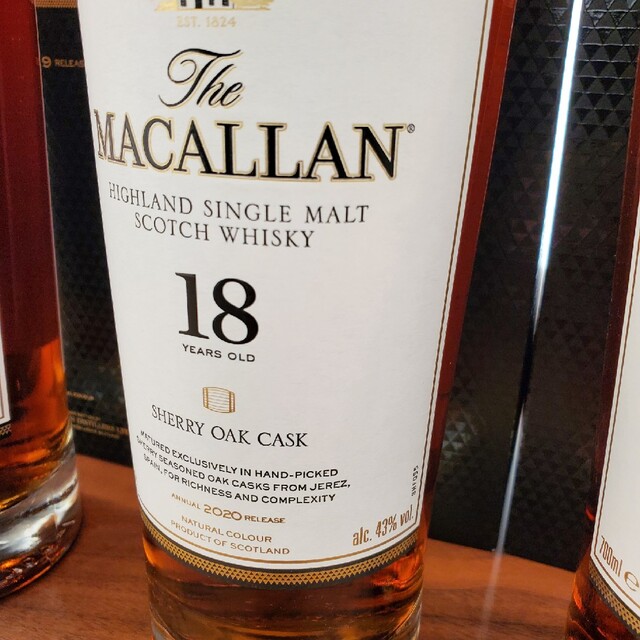 EST. 1824
The
MACALLAN®
HIGHLAND SINGLE MALT
SCOTCH WHISKY
18
YEARS OLD
SHERRY OAK CASK
MATURED EXCLUSIVELY IN HAND-PICKED
SHERRY SEASONED OAK CASKS FROM JEREZ,
SPAIN, FOR RICHNESS AND COMPLEXITY
ANNUAL 2020 RELEASE
NATURAL COLOUR
PRODUCT OF SCOTLAND
alc. 43% vol.
9 RELEASE
700ml e